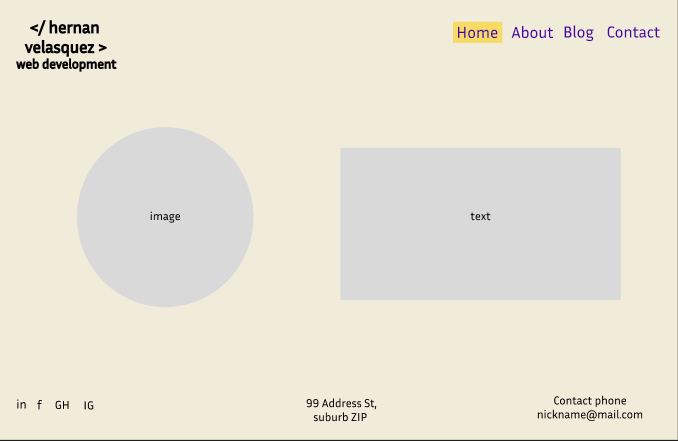 </ hernan
velasquez >
web development
Home About Blog Contact
image
text
in f GH IG
99 Address St,
suburb ZIP
Contact phone
nickname@mail.com